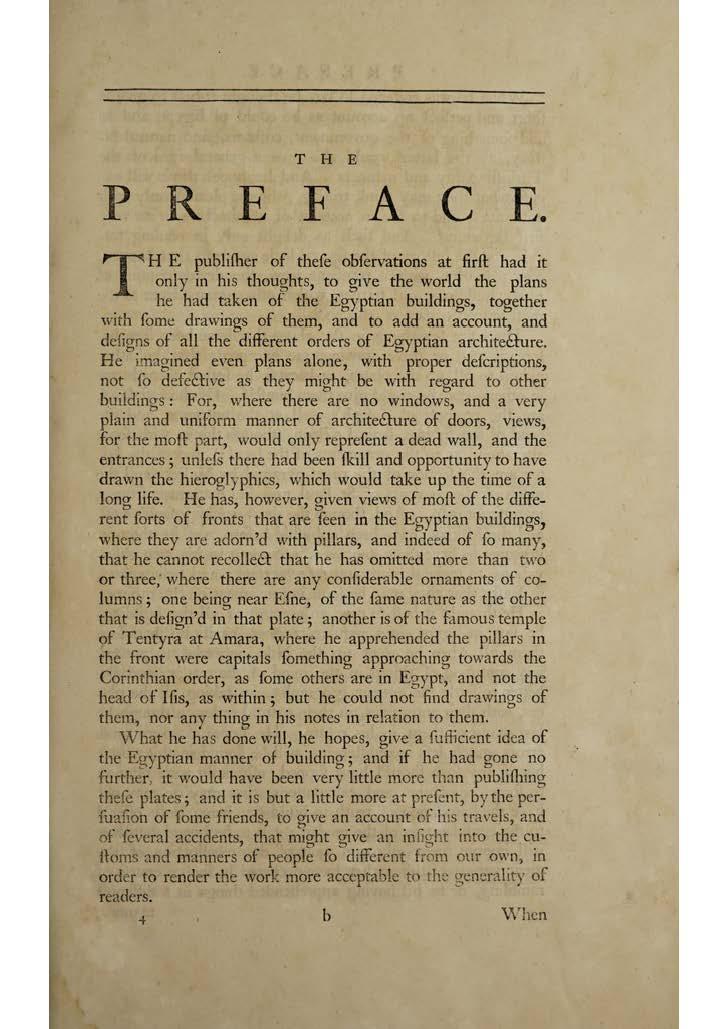 T H E
P R E F A C E.
TH E publiſher of theſe obſervations at firſt had it
only in his thoughts, to give the world the plans
he had taken of the Egyptian buildings, together
with ſome drawings of them, and to add an account, and
deſigns of all the different orders of Egyptian architecture.
He imagined even plans alone, with proper deſcriptions,
not ſo defective as they might be with regard to other
buildings : For, where there are no windows, and a very
plain and uniform manner of architecture of doors, views,
for the moſt part, would only repreſent a dead wall, and the
entrances ; unleſs there had been ſkill and opportunity to have
drawn the hieroglyphics, which would take up the time of a
long life. He has, however, given views of moſt of the diffe-
rent ſorts of fronts that are ſeen in the Egyptian buildings,
where they are adorn'd with pillars, and indeed of ſo many,
that he cannot recollect that he has omitted more than two
or three, where there are any conſiderable ornaments of co-
lumns ; one being near Eſne, of the ſame nature as the other
that is deſign'd in that plate ; another is of the famous temple
of Tentyra at Amara, where he apprehended the pillars in
the front were capitals ſomething approaching towards the
Corinthian order, as ſome others are in Egypt, and not the
head of Iſis, as within ; but he could not find drawings of
them, nor any thing in his notes in relation to them.
What he has done will, he hopes, give a ſufficient idea of
the Egyptian manner of building ; and if he had gone no
further, it would have been very little more than publiſhing
theſe plates ; and it is but a little more at preſent, by the per-
ſuaſion of ſome friends, to give an account of his travels, and
of ſeveral accidents, that might give an inſight into the cu-
ſtoms and manners of people ſo different from our own, in
order to render the work more acceptable to the generality of
readers.
4 b When